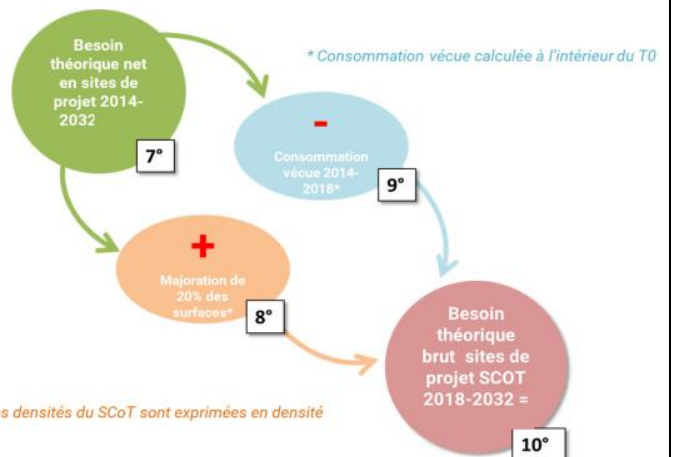 Besoin
théorique net
en sites de
projet 2014-
2032
7°
* Consommation vécue calculée à l'intérieur du T0
-
Consommation
vécue 2014-
2018*
9°
+
Majoration de
20% des
surfaces*
8°
Besoin
théorique
brut sites de
projet SCOT
2018-2032 =
10°
densités du SCoT sont exprimées en densité